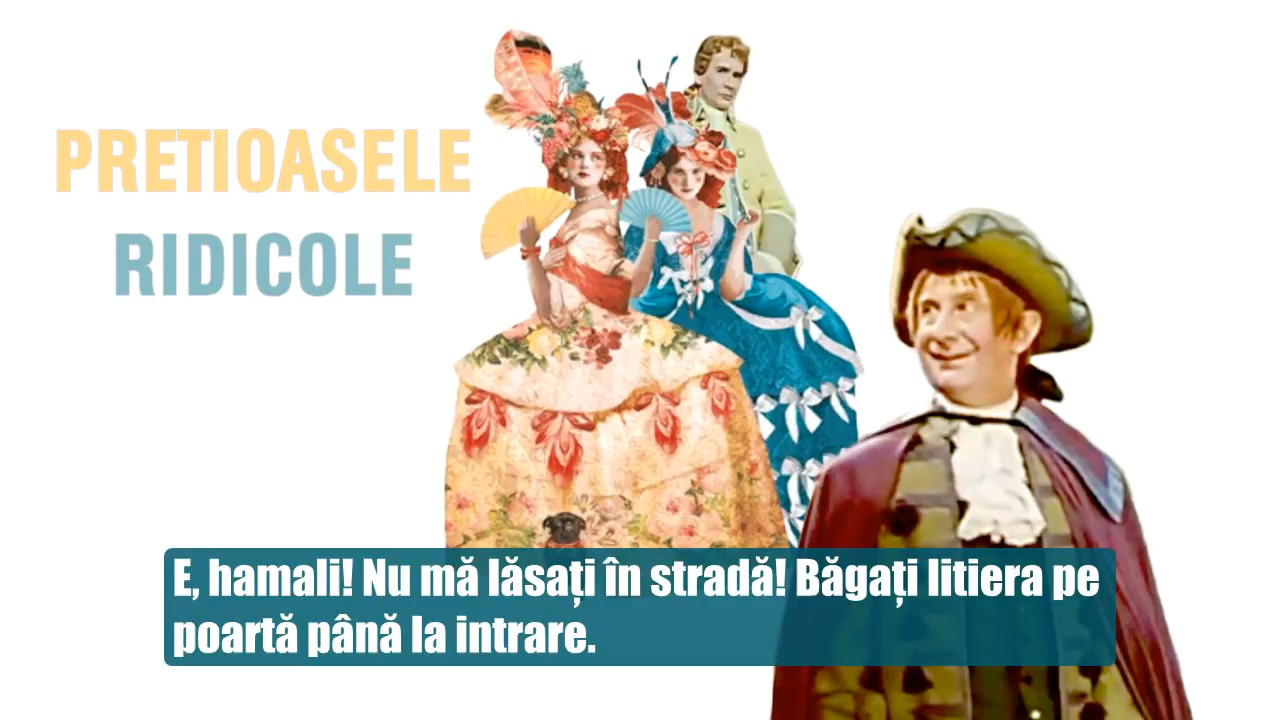 PRETIOASELE
RIDICOLE
E, hamali! Nu mă lăsați în stradă! Băgați litiera pe
poartă până la intrare.